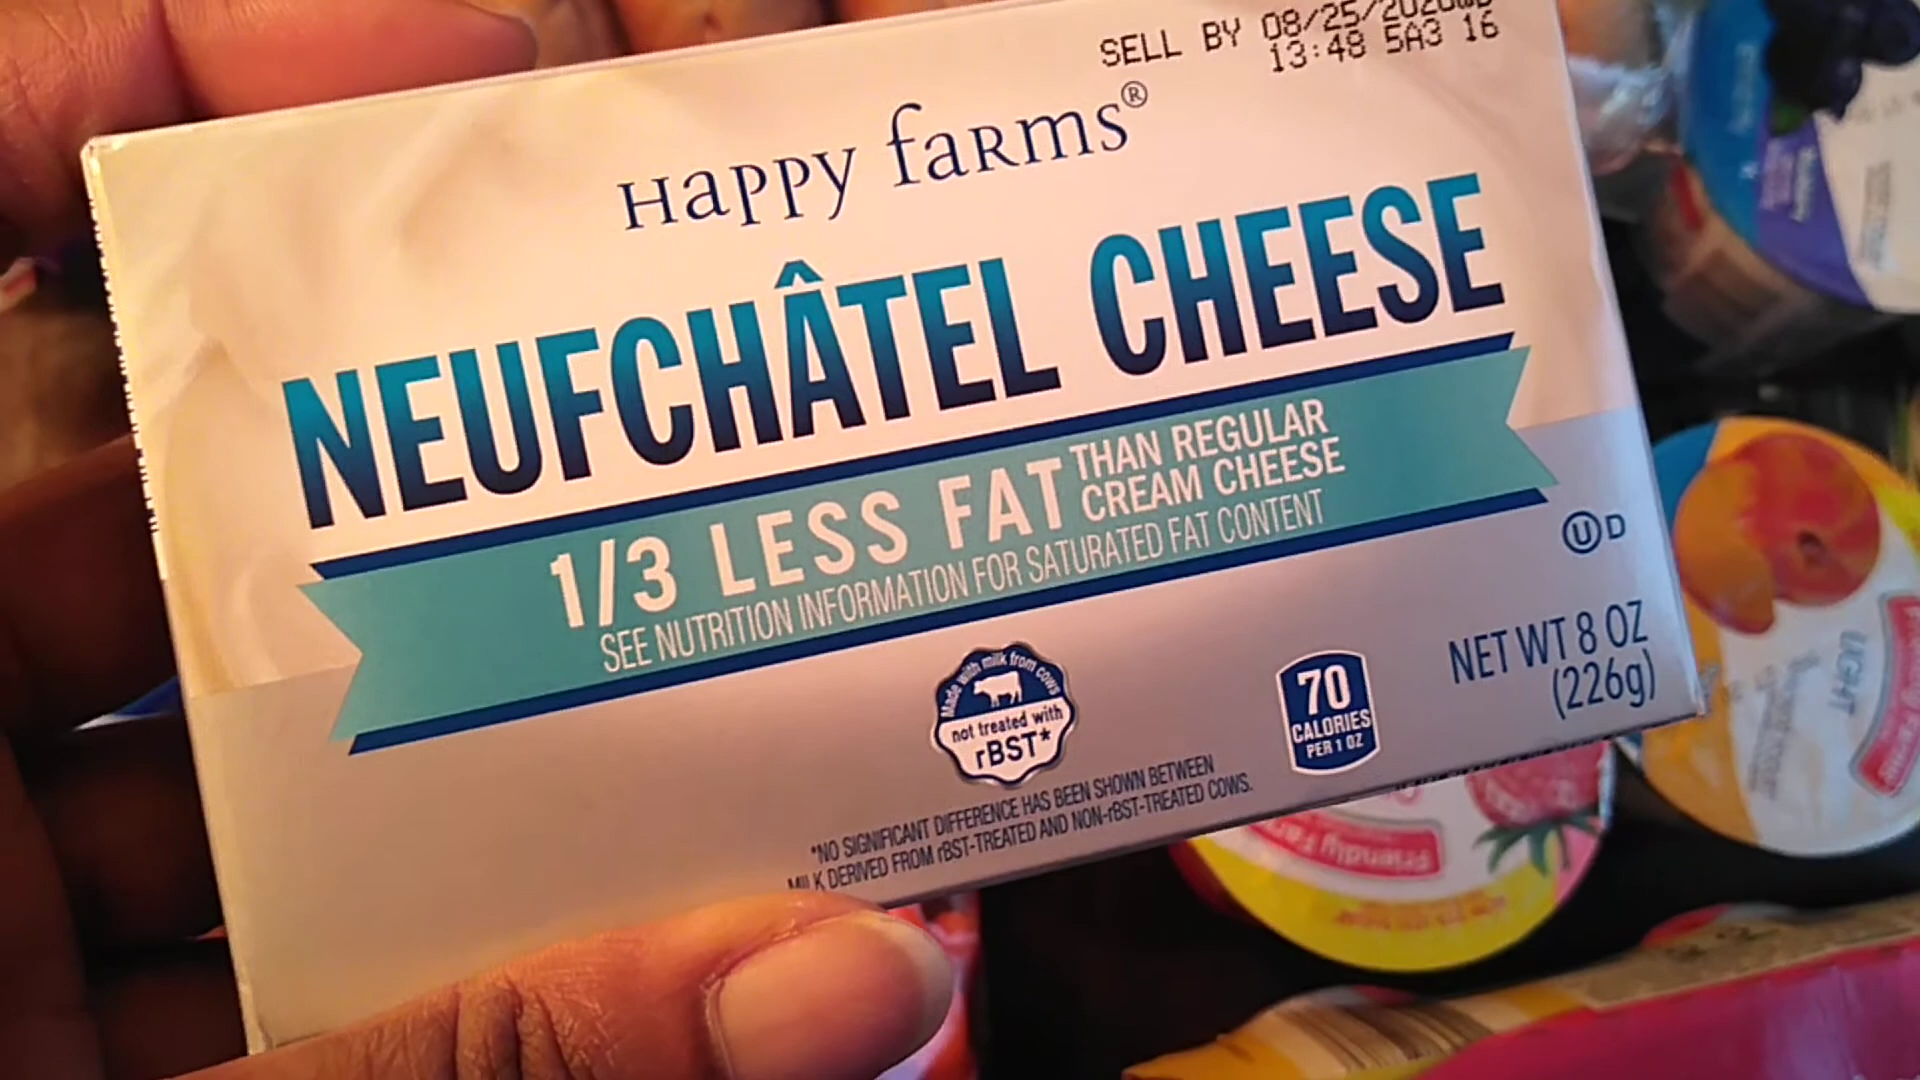 SELL BY 08/25/2020
13:48 5A3 16
Happy farms®
NEUFCHÂTEL CHEESE
1/3 LESS FAT THAN REGULAR
CREAM CHEESE
SEE NUTRITION INFORMATION FOR SATURATED FAT CONTENT
Ⓤ D
Made with milk from cows
not treated with
rBST*
70
CALORIES
PER 1 OZ
NET WT 8 OZ
(226g)
*NO SIGNIFICANT DIFFERENCE HAS BEEN SHOWN BETWEEN
MILK DERIVED FROM rBST-TREATED AND NON-rBST-TREATED COWS.
LIGHT
Friendly Farms